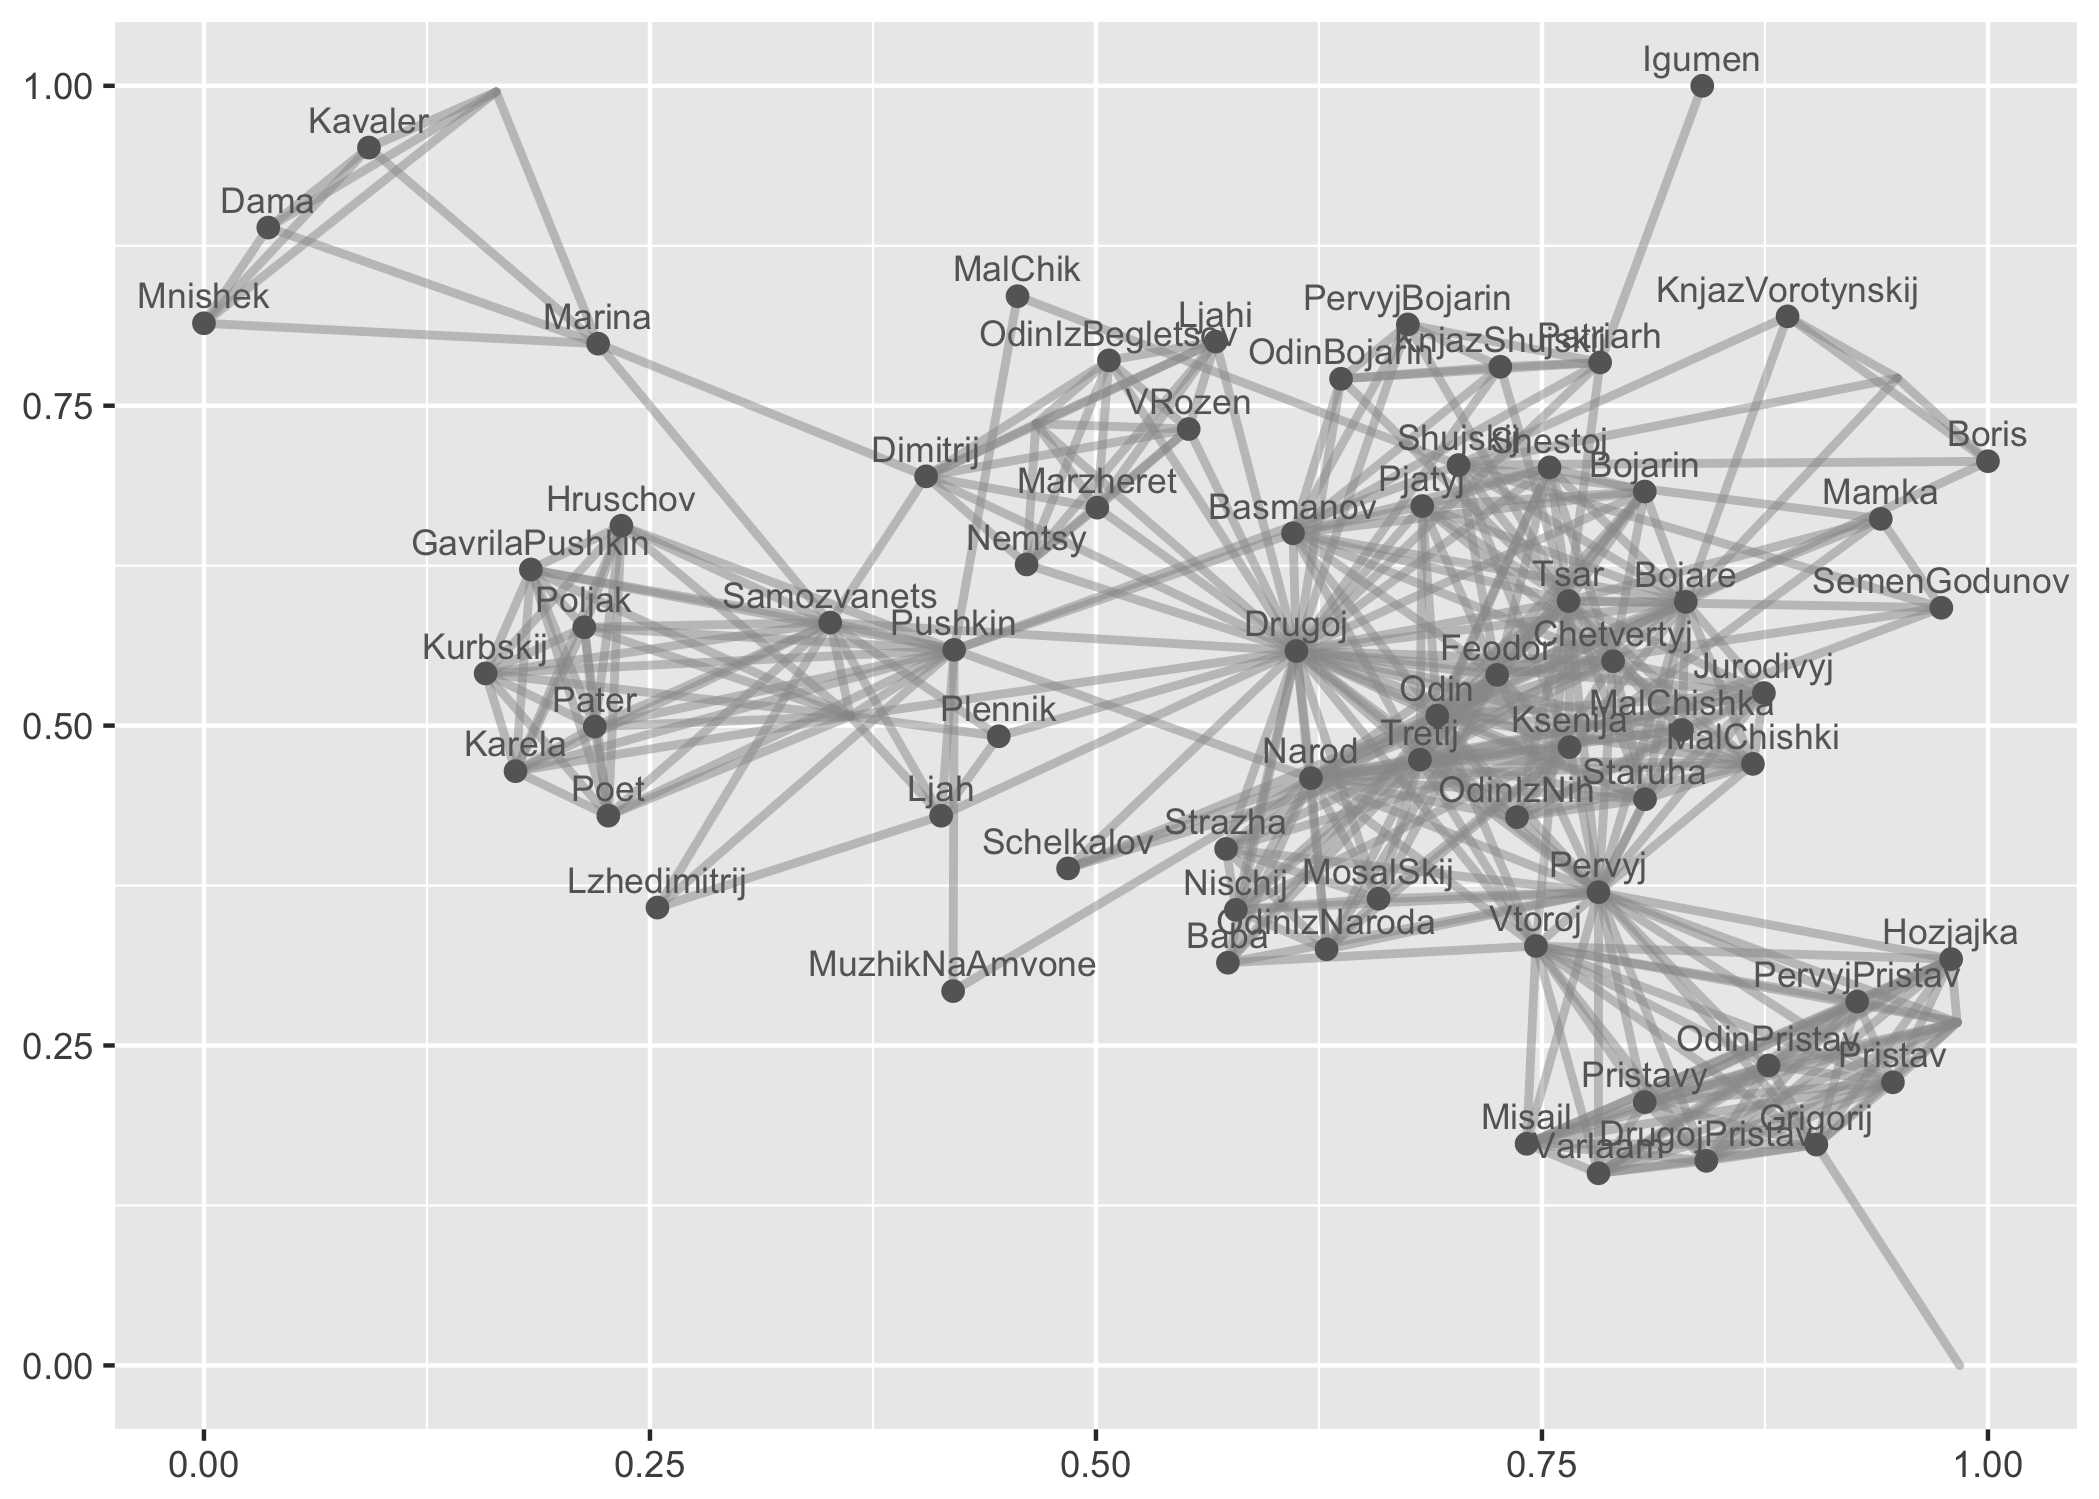 Igumen
1.00
Kavaler
Dama
MalChik
Mnishek
KnjazVorotynskij
PervyjBojarin
Marina
Ljahi
OdinIzBegletsov
KnjazShujskij
Patriarh
OdinBojarin
VRozen
0.75
Boris
Shujskij
Shestoj
Dimitrij
Bojarin
Marzheret
Pjatyj
Mamka
Hruschov
Basmanov
Nemtsy
GavrilaPushkin
Tsar
Bojare
SemenGodunov
Poljak
Samozvanets
Pushkin
Drugoj
Chetvertyj
Kurbskij
Feodor
Jurodivyj
Odin
Pater
MalChishka
Plennik
0.50
Ksenija
Tretij
MalChishki
Karela
Narod
Staruha
Poet
Ljah
OdinIzNih
Strazha
Schelkalov
Pervyj
MosalSkij
Lzhedimitrij
Nischij
Vtoroj
OdinIzNaroda
Baba
Hozjajka
MuzhikNaAmvone
PervyjPristav
0.25
OdinPristav
Pristav
Pristavy
Misail
Grigorij
DrugojPristav
Varlaam
0.00
0.00 0.25 0.50 0.75 1.00